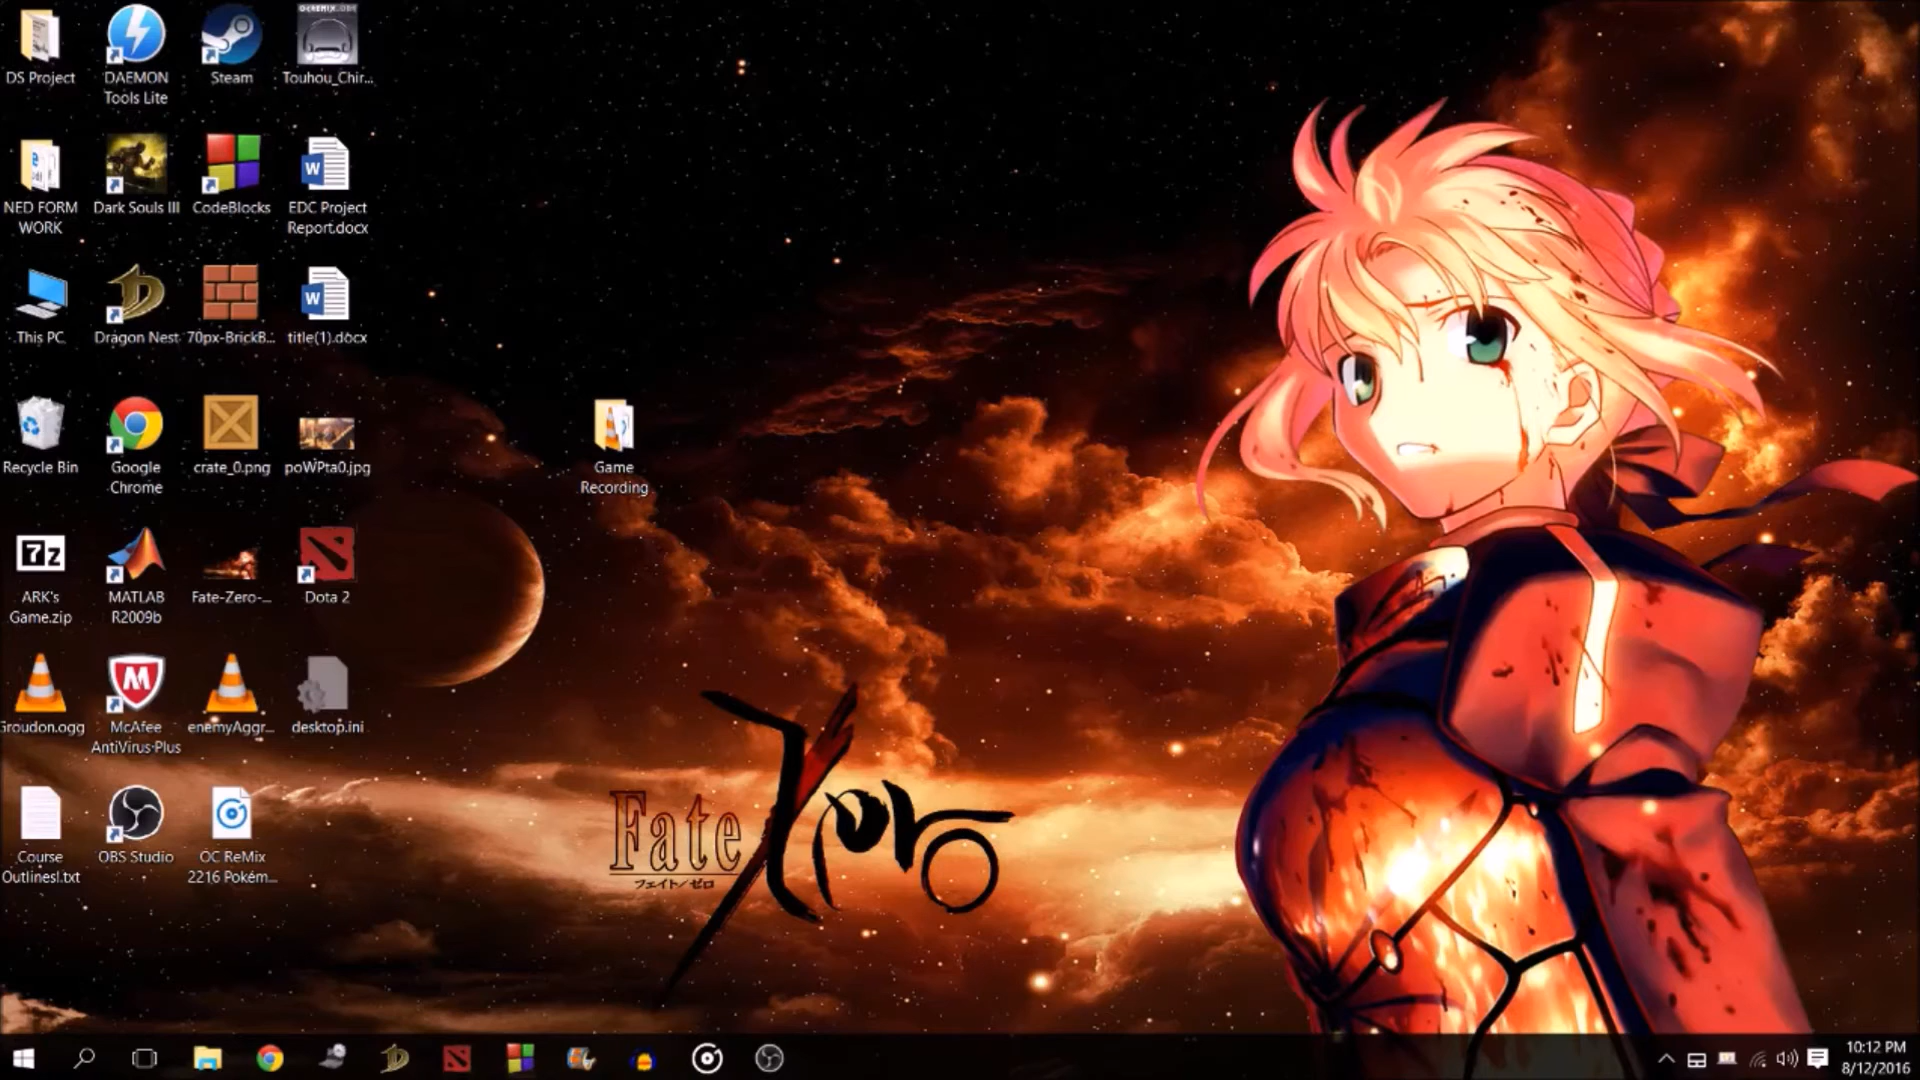 DS Project
DAEMON
Tools Lite
Steam
OCREMIX.ORG
Touhou_Chir...
NED FORM
WORK
Dark Souls III
CodeBlocks
W
EDC Project
Report.docx
This PC
Dragon Nest
70px-BrickB...
W
title(1).docx
Recycle Bin
Google
Chrome
crate_0.png
poWPta0.jpg
Game
Recording
7z
ARK's
Game.zip
MATLAB
R2009b
Fate-Zero-...
Dota 2
Groudon.ogg
McAfee
AntiVirus Plus
enemyAggr...
desktop.ini
Course
Outlines!.txt
OBS Studio
OC ReMix
2216 Pokém...
Fate Zero
フェイト/ゼロ
10:12 PM
8/12/2016